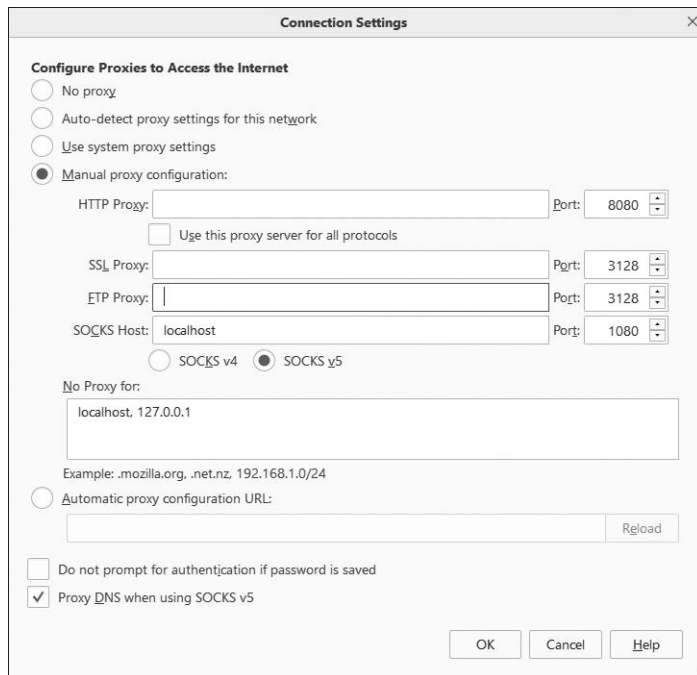 Connection Settings
Configure Proxies to Access the Internet
No proxy
Auto-detect proxy settings for this network
Use system proxy settings
Manual proxy configuration:
HTTP Proxy: Port: 8080
Use this proxy server for all protocols
SSL Proxy: Port: 3128
FTP Proxy: Port: 3128
SOCKS Host: localhost Port: 1080
SOCKS v4 SOCKS v5
No Proxy for:
localhost, 127.0.0.1
Example: .mozilla.org, .net.nz, 192.168.1.0/24
Automatic proxy configuration URL:
Reload
Do not prompt for authentication if password is saved
Proxy DNS when using SOCKS v5
OK Cancel Help